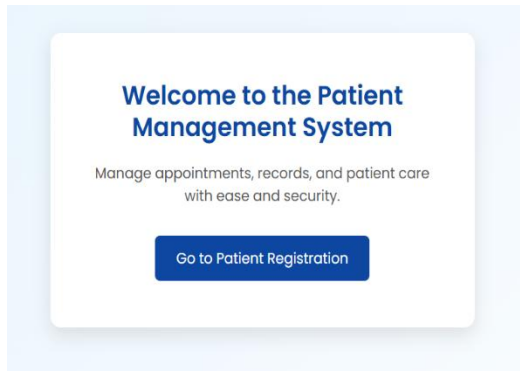 Welcome to the Patient
Management System
Manage appointments, records, and patient care
with ease and security.
Go to Patient Registration